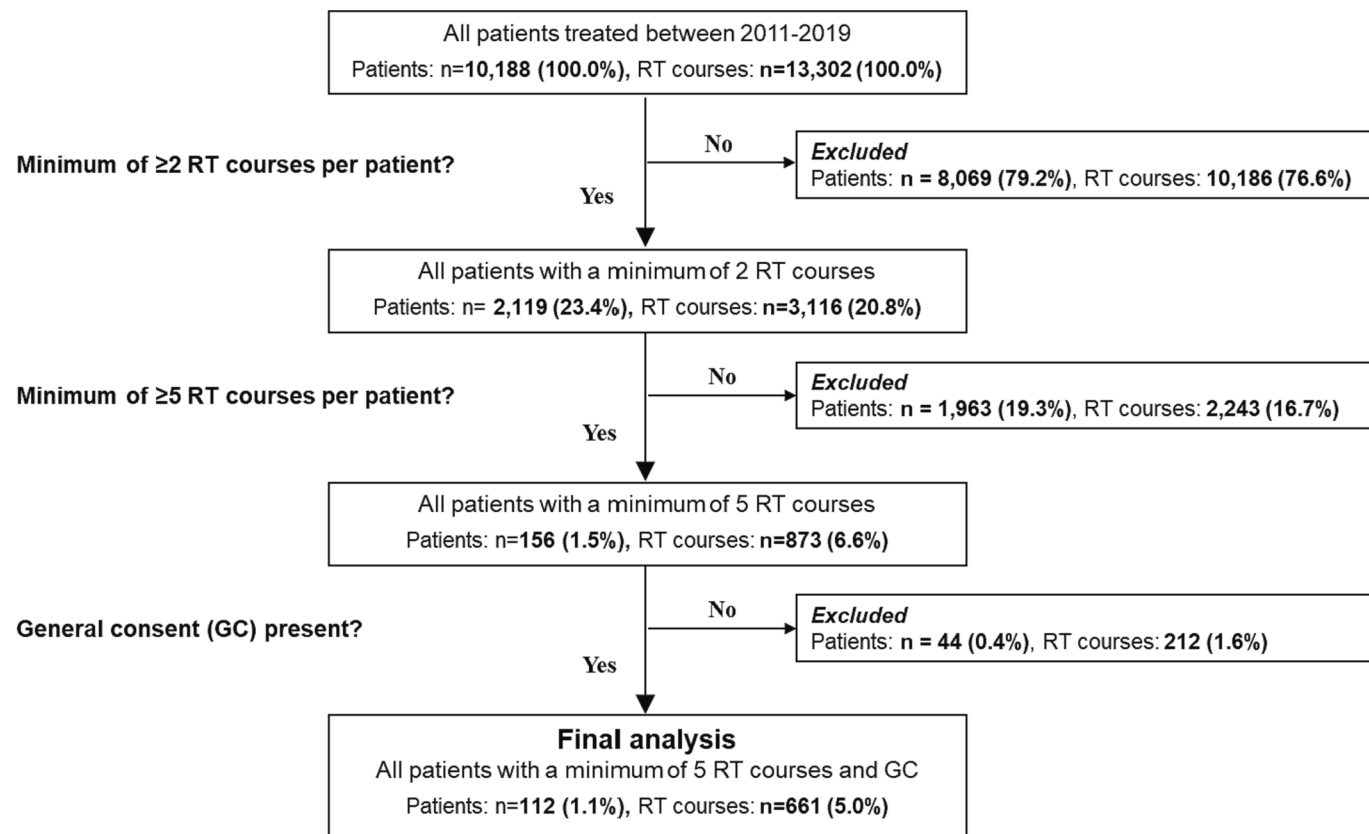 All patients treated between 2011-2019
Patients: n=10,188 (100.0%), RT courses: n=13,302 (100.0%)
No
Excluded
Patients: n = 8,069 (79.2%), RT courses: 10,186 (76.6%)
Minimum of ≥2 RT courses per patient?
Yes
All patients with a minimum of 2 RT courses
Patients: n= 2,119 (23.4%), RT courses: n=3,116 (20.8%)
No
Excluded
Patients: n = 1,963 (19.3%), RT courses: 2,243 (16.7%)
Minimum of ≥5 RT courses per patient?
Yes
All patients with a minimum of 5 RT courses
Patients: n=156 (1.5%), RT courses: n=873 (6.6%)
No
Excluded
Patients: n = 44 (0.4%), RT courses: 212 (1.6%)
General consent (GC) present?
Yes
Final analysis
All patients with a minimum of 5 RT courses and GC
Patients: n=112 (1.1%), RT courses: n=661 (5.0%)